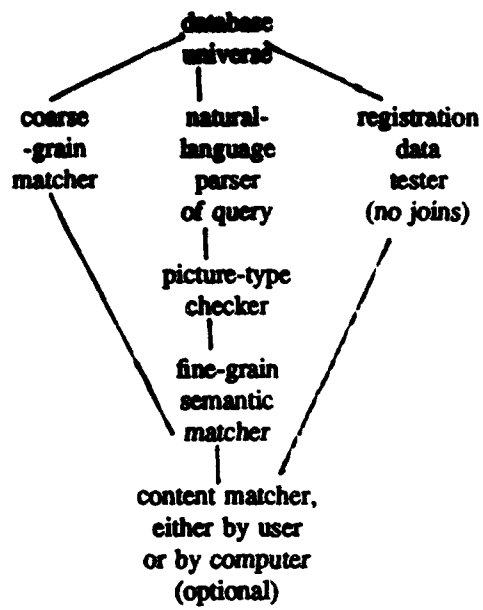 database
universe
coarse
-grain
matcher
natural-
language
parser
of query
registration
data
tester
(no joins)
picture-type
checker
fine-grain
semantic
matcher
content matcher,
either by user
or by computer
(optional)